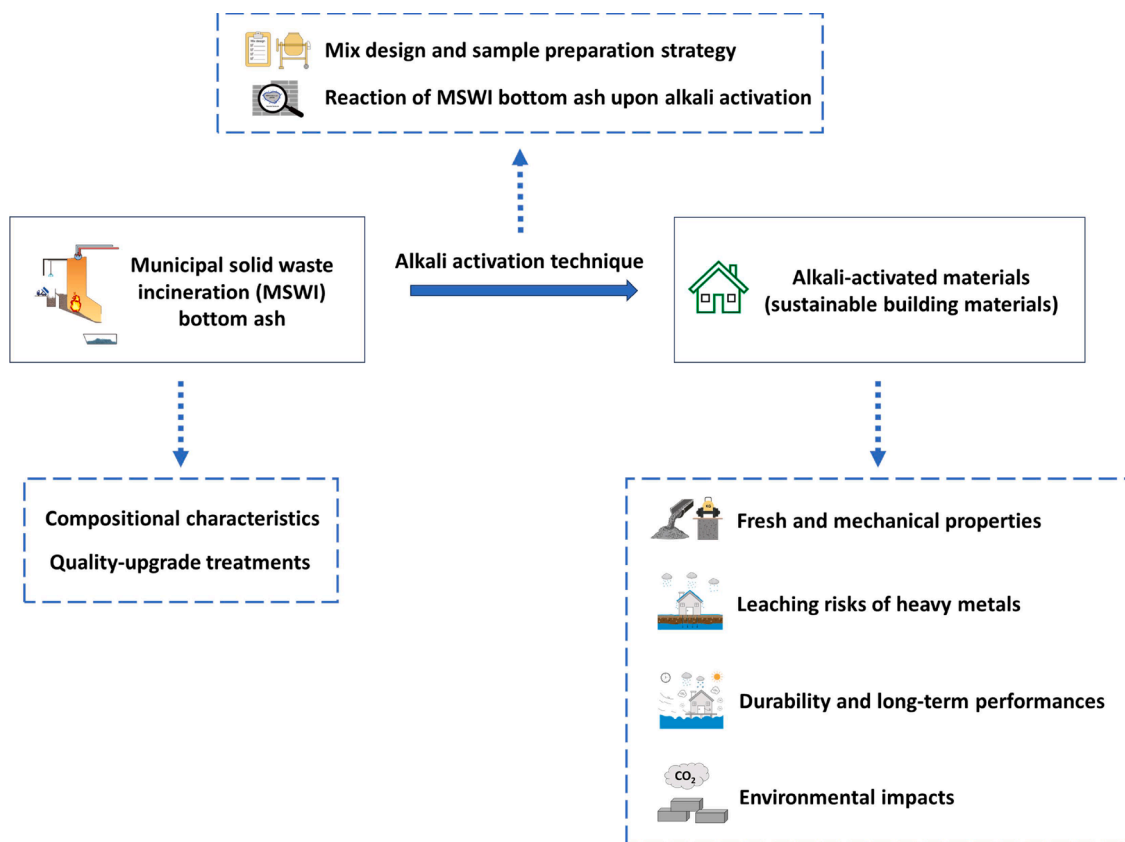 Mix design and sample preparation strategy
Reaction of MSWI bottom ash upon alkali activation
Municipal solid waste
incineration (MSWI)
bottom ash
Alkali activation technique
Alkali-activated materials
(sustainable building materials)
Compositional characteristics
Quality-upgrade treatments
Fresh and mechanical properties
Leaching risks of heavy metals
Durability and long-term performances
CO₂
Environmental impacts